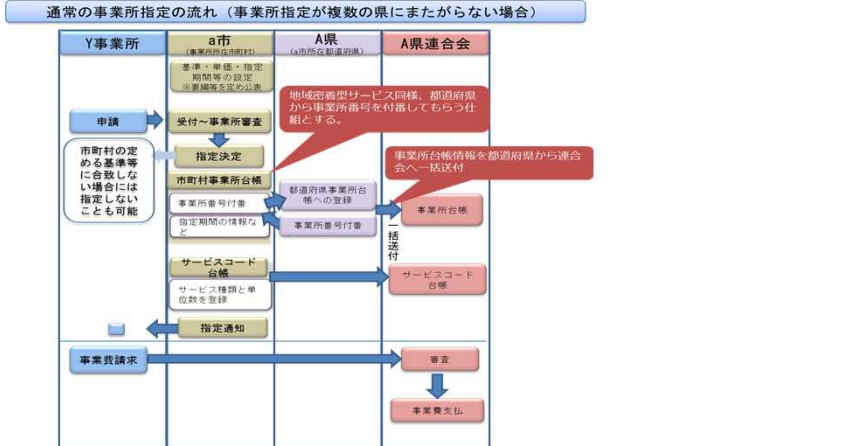 通常の事業所指定の流れ（事業所指定が複数の県にまたがらない場合）
Y事業所
a市
（事業所所在市町村）
A県
（a市所在都道府県）
A県連合会
基準・単価・指定
期間等の設定
※要綱等を定め公表
地域密着型サービス同様、都道府県
から事業所番号を付番してもらう仕
組とする。
申請
受付～事業所審査
市町村の定
める基準等
に合致しな
い場合には
指定しない
ことも可能
指定決定
事業所台帳情報を都道府県から連合
会へ一括送付
市町村事業所台帳
事業所番号付番
指定期間の情報な
ど
都道府県事業所台
帳への登録
事業所番号付番
事業所台帳
一括送付
サービスコード
台帳
サービス種類と単
位数を登録
サービスコード
台帳
指定通知
事業費請求
審査
事業費支払